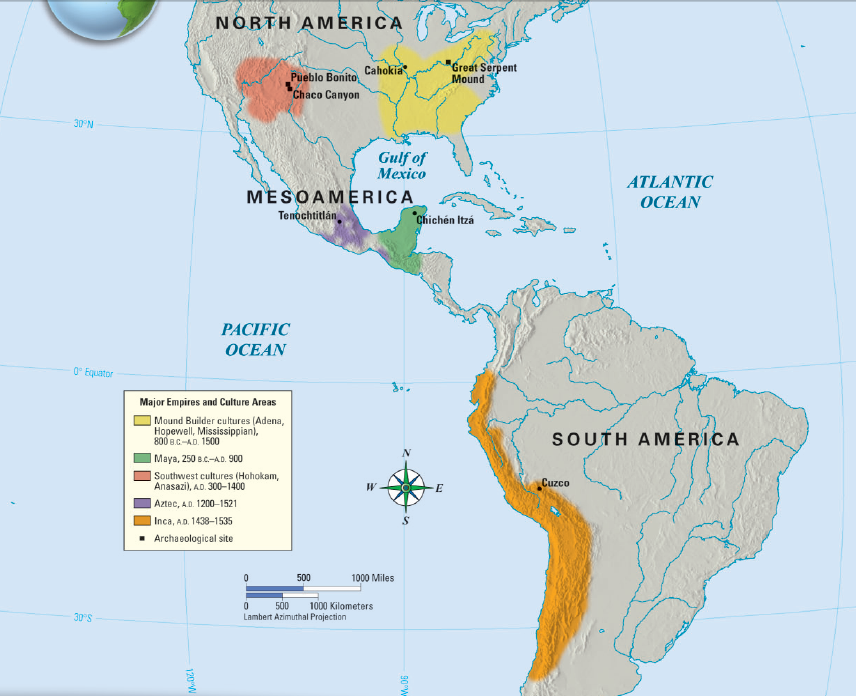 NORTH AMERICA
Cahokia
Great Serpent
Mound
Pueblo Bonito
Chaco Canyon
30°N
Gulf of
Mexico
ATLANTIC
OCEAN
MESOAMERICA
Tenochtitlán
Chichén Itzá
PACIFIC
OCEAN
0° Equator
Major Empires and Culture Areas
Mound Builder cultures (Adena,
Hopewell, Mississippian),
800 B.C.–A.D. 1500
Maya, 250 B.C.–A.D. 900
Southwest cultures (Hohokam,
Anasazi), A.D. 300–1400
Aztec, A.D. 1200–1521
Inca, A.D. 1438–1535
Archaeological site
SOUTH AMERICA
N
W E
S
Cuzco
0 500 1000 Miles
0 500 1000 Kilometers
Lambert Azimuthal Projection
30°S
120°W
90°W